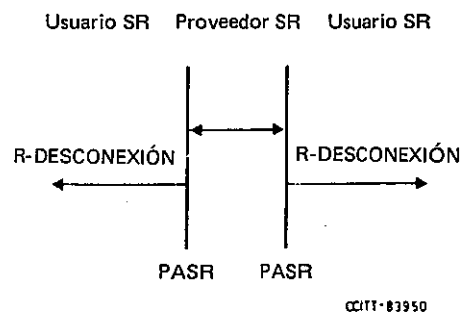 Usuario SR Proveedor SR Usuario SR
R-DESCONEXIÓN R-DESCONEXIÓN
PASR PASR
CCITT-83950